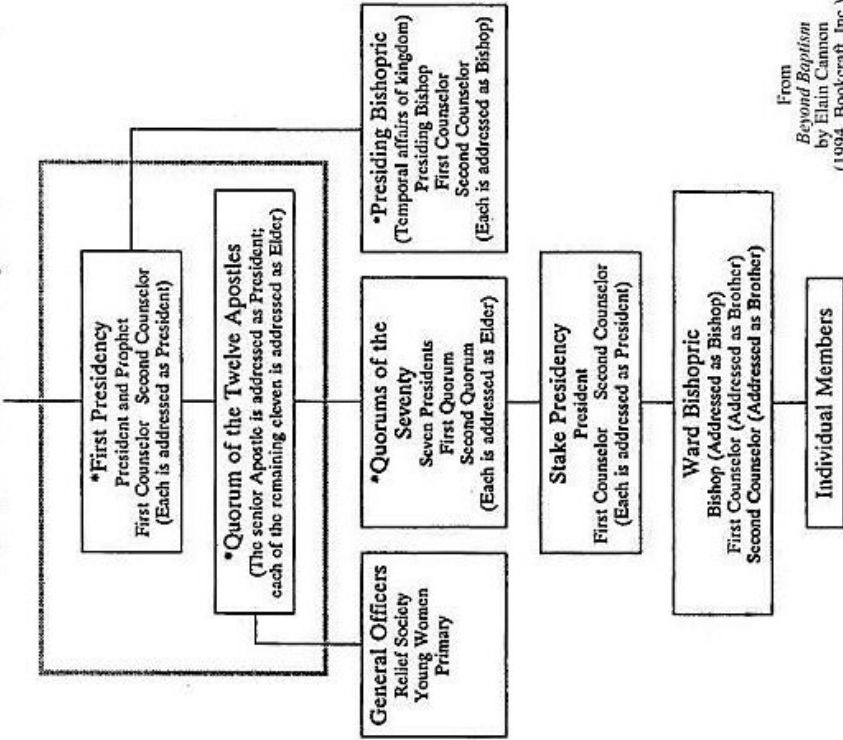 *First Presidency
President and Prophet
First Counselor Second Counselor
(Each is addressed as President)
*Quorum of the Twelve Apostles
(The senior Apostle is addressed as President;
each of the remaining eleven is addressed as Elder)
General Officers
Relief Society
Young Women
Primary
*Quorums of the
Seventy
Seven Presidents
First Quorum
Second Quorum
(Each is addressed as Elder)
*Presiding Bishopric
(Temporal affairs of kingdom)
Presiding Bishop
First Counselor
Second Counselor
(Each is addressed as Bishop)
Stake Presidency
President
First Counselor Second Counselor
(Each is addressed as President)
Ward Bishopric
Bishop (Addressed as Bishop)
First Counselor (Addressed as Brother)
Second Counselor (Addressed as Brother)
Individual Members
From
Beyond Baptism
by Elain Cannon
(1994, Bookcraft, Inc.)